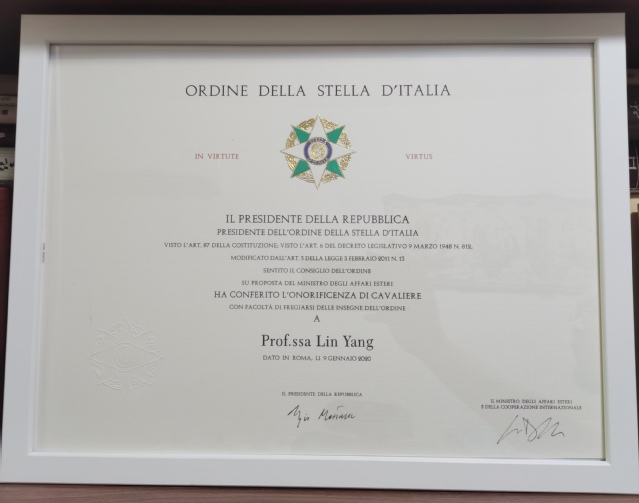 ORDINE DELLA STELLA D'ITALIA
IN VIRTUTE VIRTUS
IL PRESIDENTE DELLA REPUBBLICA
PRESIDENTE DELL'ORDINE DELLA STELLA D'ITALIA
VISTO L'ART. 87 DELLA COSTITUZIONE; VISTO L'ART. 6 DEL DECRETO LEGISLATIVO 9 MARZO 1948 N. 812,
MODIFICATO DALL'ART. 5 DELLA LEGGE 3 FEBBRAIO 2011 N. 13
SENTITO IL CONSIGLIO DELL'ORDINE
SU PROPOSTA DEL MINISTRO DEGLI AFFARI ESTERI
HA CONFERITO L'ONORIFICENZA DI CAVALIERE
CON FACOLTÀ DI FREGIARSI DELLE INSEGNE DELL'ORDINE
A
Prof.ssa Lin Yang
DATO IN ROMA, LI 9 GENNAIO 2020
IL PRESIDENTE DELLA REPUBBLICA
IL MINISTRO DEGLI AFFARI ESTERI
E DELLA COOPERAZIONE INTERNAZIONALE